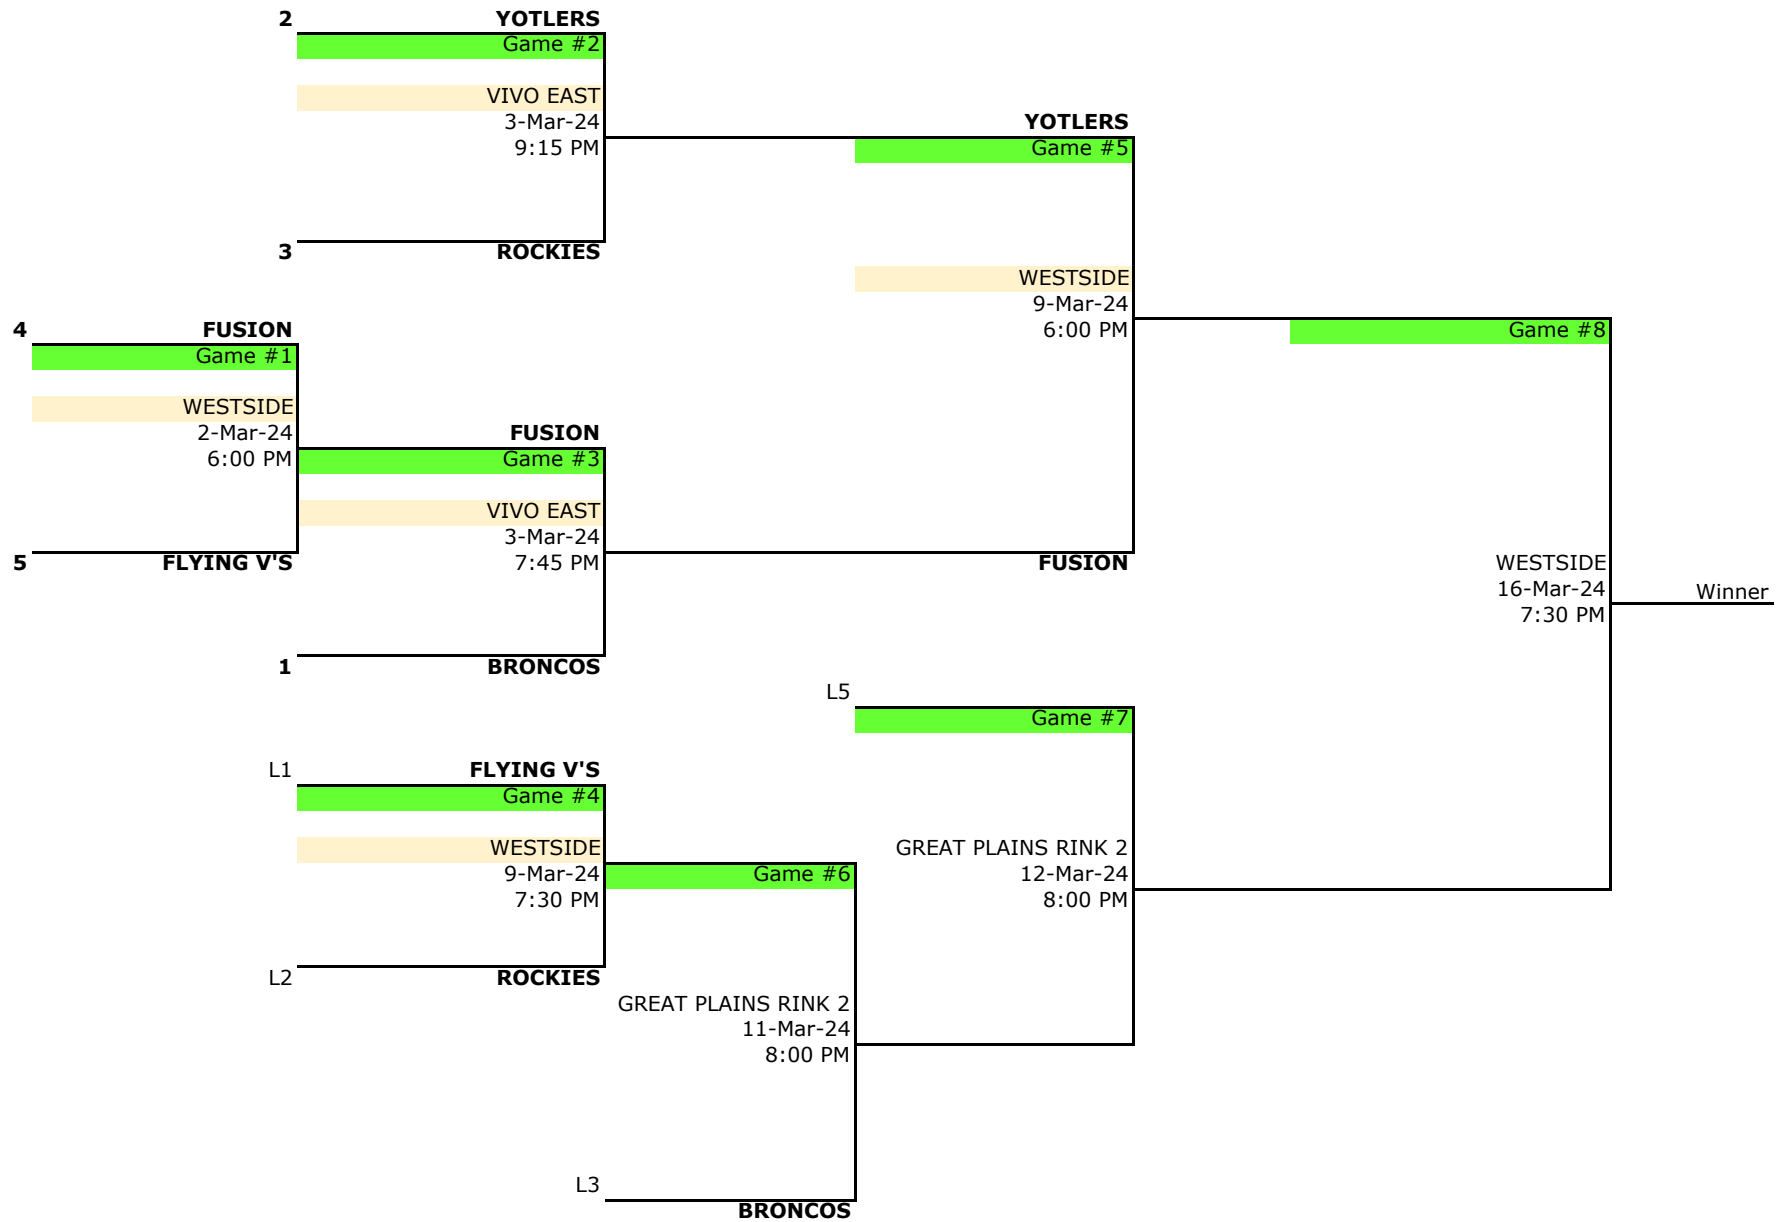 2 YOTLERS
Game #2
VIVO EAST
3-Mar-24
9:15 PM
3 ROCKIES
YOTLERS
Game #5
WESTSIDE
9-Mar-24
6:00 PM
FUSION
4 FUSION
Game #1
WESTSIDE
2-Mar-24
6:00 PM
5 FLYING V'S
FUSION
Game #3
VIVO EAST
3-Mar-24
7:45 PM
1 BRONCOS
Game #8
WESTSIDE
16-Mar-24
7:30 PM
Winner
L5
Game #7
GREAT PLAINS RINK 2
12-Mar-24
8:00 PM
L1 FLYING V'S
Game #4
WESTSIDE
9-Mar-24
7:30 PM
L2 ROCKIES
Game #6
GREAT PLAINS RINK 2
11-Mar-24
8:00 PM
L3
BRONCOS